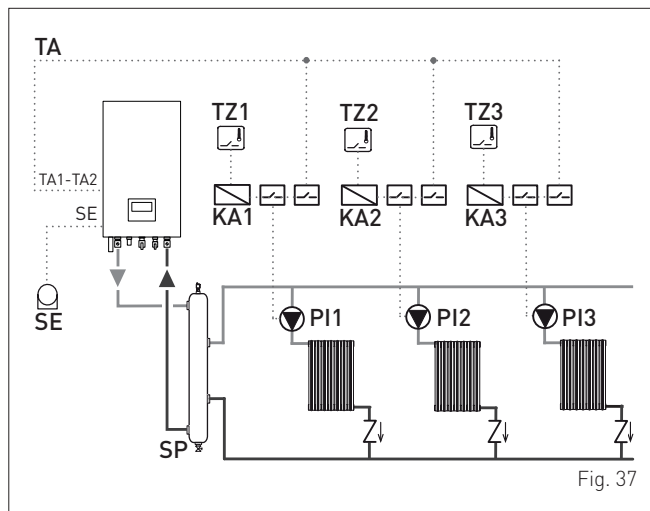 TA
TZ1
TZ2
TZ3
TA1-TA2
KA1
KA2
KA3
SE
SE
PI1
PI2
PI3
SP
Fig. 37